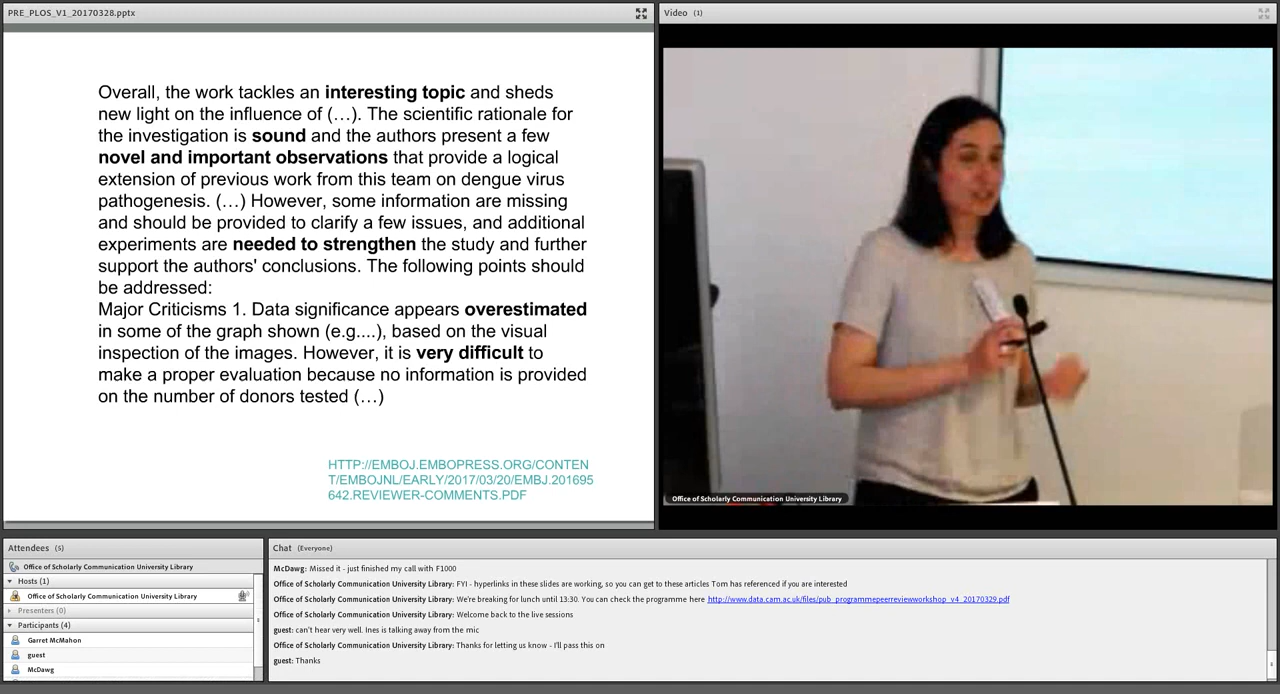 PRE_PLOS_V1_20170328.pptx
Overall, the work tackles an interesting topic and sheds
new light on the influence of (…). The scientific rationale for
the investigation is sound and the authors present a few
novel and important observations that provide a logical
extension of previous work from this team on dengue virus
pathogenesis. (…) However, some information are missing
and should be provided to clarify a few issues, and additional
experiments are needed to strengthen the study and further
support the authors' conclusions. The following points should
be addressed:
Major Criticisms 1. Data significance appears overestimated
in some of the graph shown (e.g....), based on the visual
inspection of the images. However, it is very difficult to
make a proper evaluation because no information is provided
on the number of donors tested (…)
HTTP://EMBOJ.EMBOPRESS.ORG/CONTEN
T/EMBOJNL/EARLY/2017/03/20/EMBJ.201695
642.REVIEWER-COMMENTS.PDF
Video (1)
Office of Scholarly Communication University Library
Attendees (5)
Office of Scholarly Communication University Library
Hosts (1)
Office of Scholarly Communication University Library
Presenters (0)
Participants (4)
Garret McMahon
guest
McDawg
Chat (Everyone)
McDawg: Missed it - just finished my call with F1000
Office of Scholarly Communication University Library: FYI - hyperlinks in these slides are working, so you can get to these articles Tom has referenced if you are interested
Office of Scholarly Communication University Library: We're breaking for lunch until 13:30. You can check the programme here http://www.data.cam.ac.uk/files/pub_programmepeerreviewworkshop_v4_20170329.pdf
Office of Scholarly Communication University Library: Welcome back to the live sessions
guest: can't hear very well. Ines is talking away from the mic
Office of Scholarly Communication University Library: Thanks for letting us know - I'll pass this on
guest: Thanks